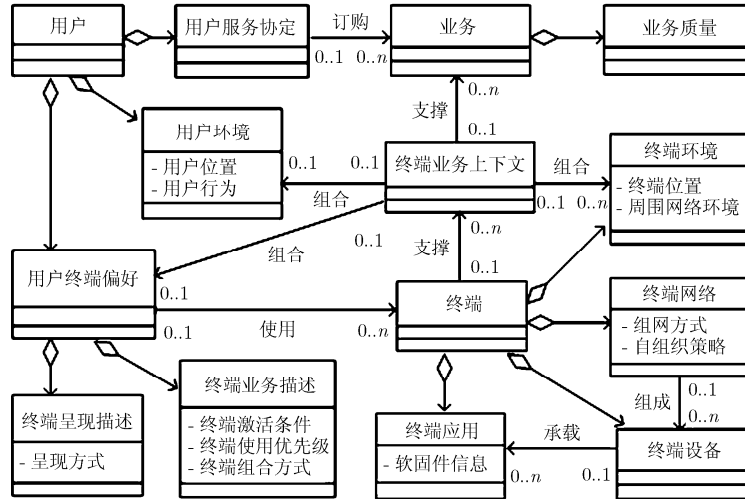 用户
用户服务协定
订购
0..1
0..n
业务
业务质量
用户环境
- 用户位置
- 用户行为
支撑
0..n
0..1
0..1
0..1
组合
终端业务上下文
组合
0..1
0..n
终端环境
- 终端位置
- 周围网络环境
0..1
组合
支撑
0..n
0..1
用户终端偏好
0..1
0..1
使用
0..n
终端
终端网络
- 组网方式
- 自组织策略
组成
0..1
0..n
终端呈现描述
- 呈现方式
终端业务描述
- 终端激活条件
- 终端使用优先级
- 终端组合方式
终端应用
- 软固件信息
承载
0..n
0..1
终端设备